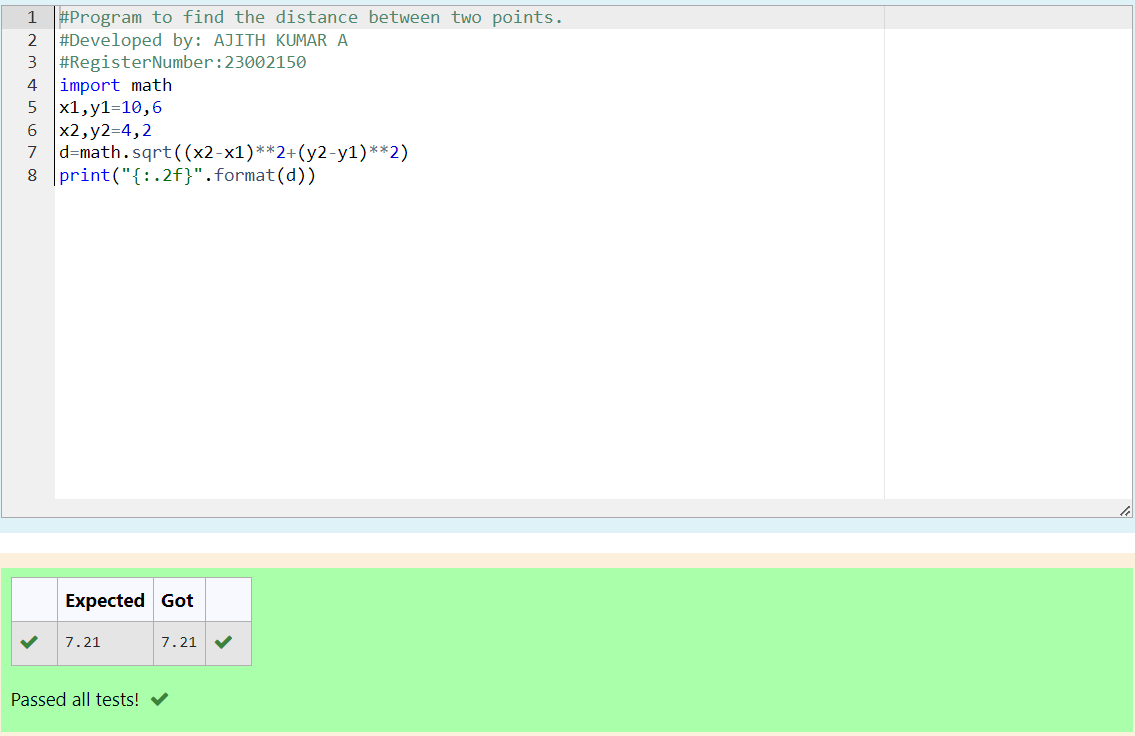 1 #Program to find the distance between two points.
2 #Developed by: AJITH KUMAR A
3 #RegisterNumber:23002150
4 import math
5 x1,y1=10,6
6 x2,y2=4,2
7 d=math.sqrt((x2-x1)**2+(y2-y1)**2)
8 print("{:.2f}".format(d))
Expected Got
7.21 7.21
Passed all tests!